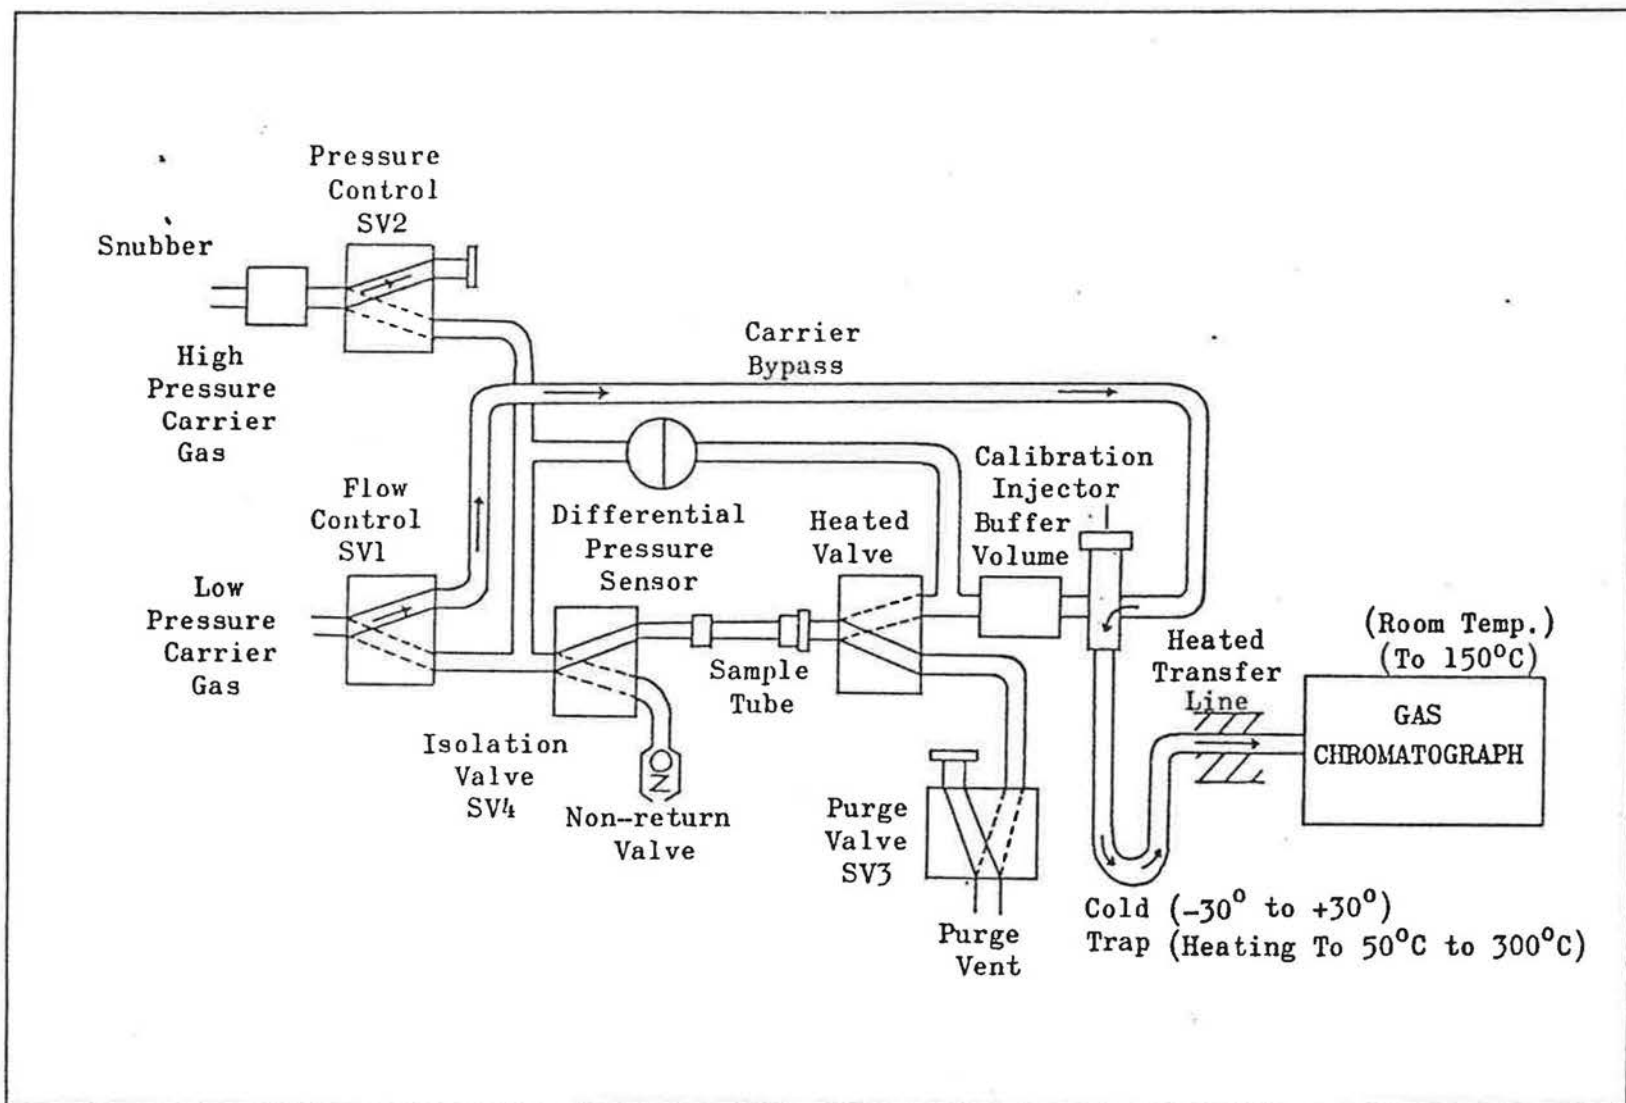 Pressure
Control
SV2
Snubber
High
Pressure
Carrier
Gas
Carrier
Bypass
Flow
Control
SV1
Low
Pressure
Carrier
Gas
Differential
Pressure
Sensor
Heated
Valve
Calibration
Injector
Buffer
Volume
Sample
Tube
Isolation
Valve
SV4
Non-return
Valve
Purge
Valve
SV3
Purge
Vent
Heated
Transfer
Line
(Room Temp.)
(To 150°C)
GAS
CHROMATOGRAPH
Cold (-30° to +30°)
Trap (Heating To 50°C to 300°C)